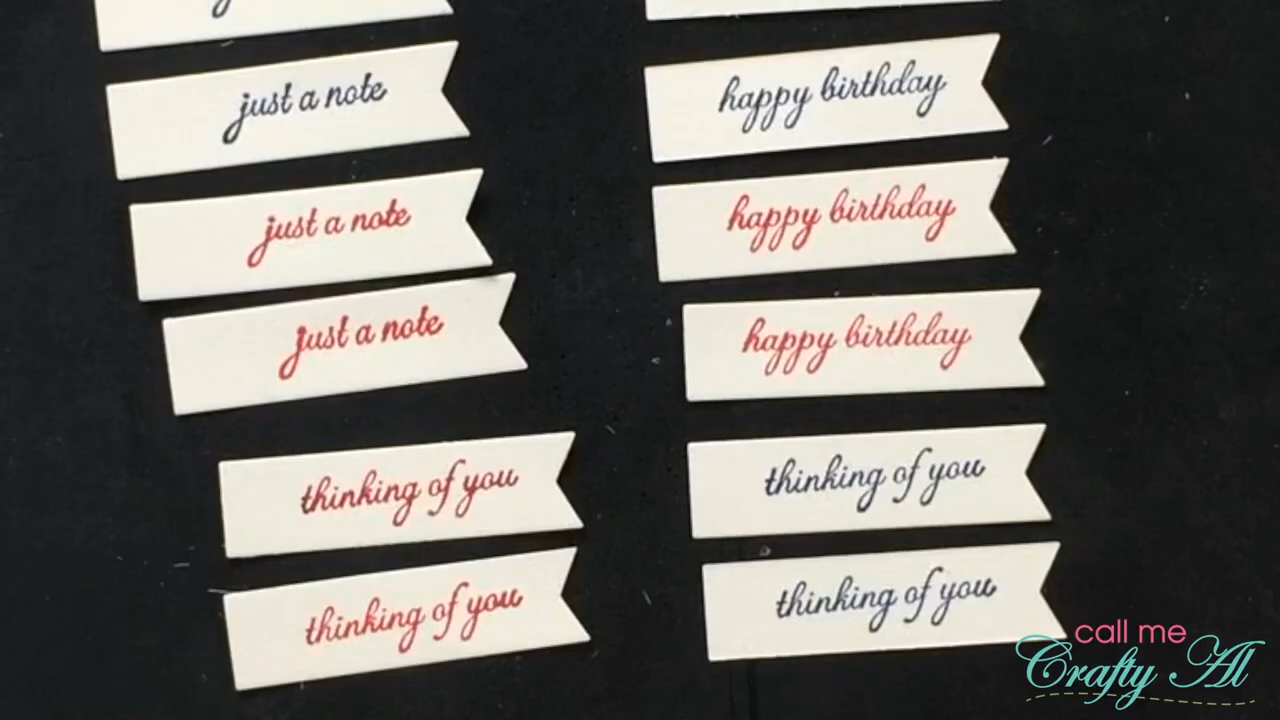 just a note
happy birthday
just a note
happy birthday
just a note
happy birthday
thinking of you
thinking of you
thinking of you
thinking of you
call me
Crafty Al